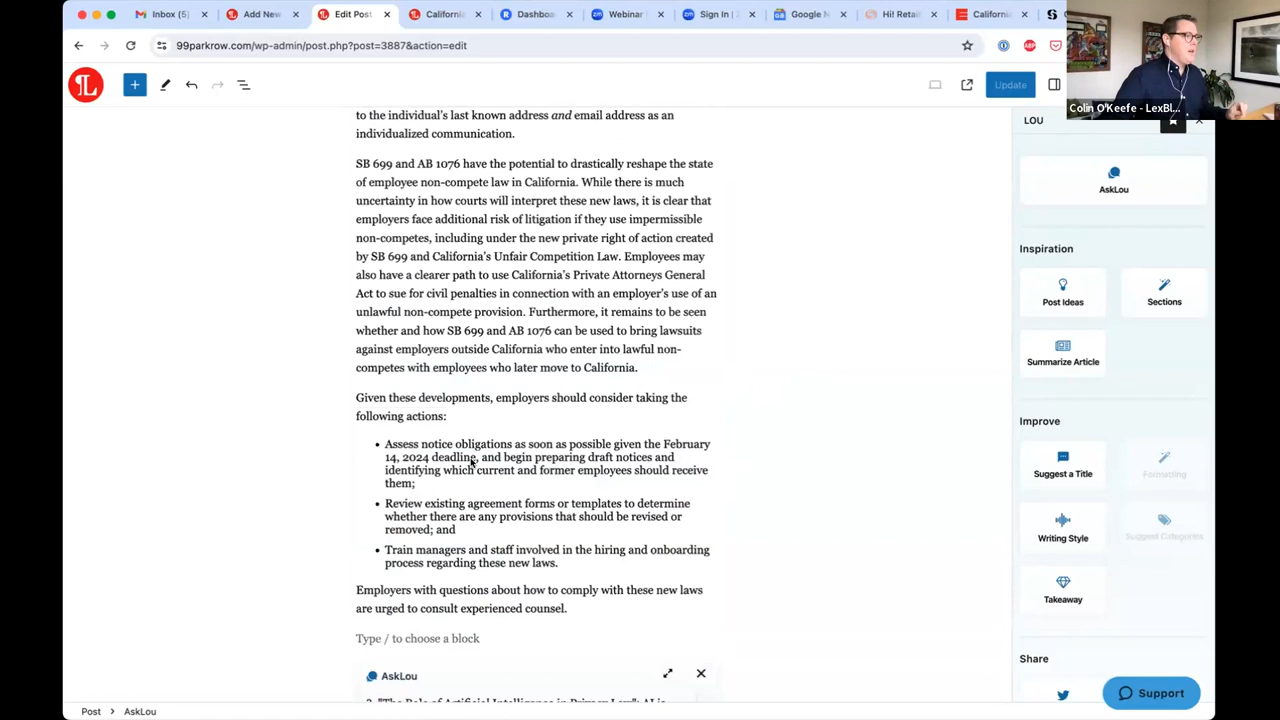 Inbox (5)
Add New
Edit Post
California
Dashbo
Webinar
Sign In | Z
Google M
Hi! Retai
California
99parkrow.com/wp-admin/post.php?post=3887&action=edit
ABP
Colin O'Keefe - LexBl...
Update
to the individual's last known address and email address as an
individualized communication.
SB 699 and AB 1076 have the potential to drastically reshape the state
of employee non-compete law in California. While there is much
uncertainty in how courts will interpret these new laws, it is clear that
employers face additional risk of litigation if they use impermissible
non-competes, including under the new private right of action created
by SB 699 and California's Unfair Competition Law. Employees may
also have a clearer path to use California's Private Attorneys General
Act to sue for civil penalties in connection with an employer's use of an
unlawful non-compete provision. Furthermore, it remains to be seen
whether and how SB 699 and AB 1076 can be used to bring lawsuits
against employers outside California who enter into lawful non-
competes with employees who later move to California.
Given these developments, employers should consider taking the
following actions:
• Assess notice obligations as soon as possible given the February
14, 2024 deadline, and begin preparing draft notices and
identifying which current and former employees should receive
them;
• Review existing agreement forms or templates to determine
whether there are any provisions that should be revised or
removed; and
• Train managers and staff involved in the hiring and onboarding
process regarding these new laws.
Employers with questions about how to comply with these new laws
are urged to consult experienced counsel.
Type / to choose a block
AskLou
Post > AskLou
LOU
AskLou
Inspiration
Post Ideas
Sections
Summarize Article
Improve
Suggest a Title
Formatting
Writing Style
Suggest Categories
Takeaway
Share
Support